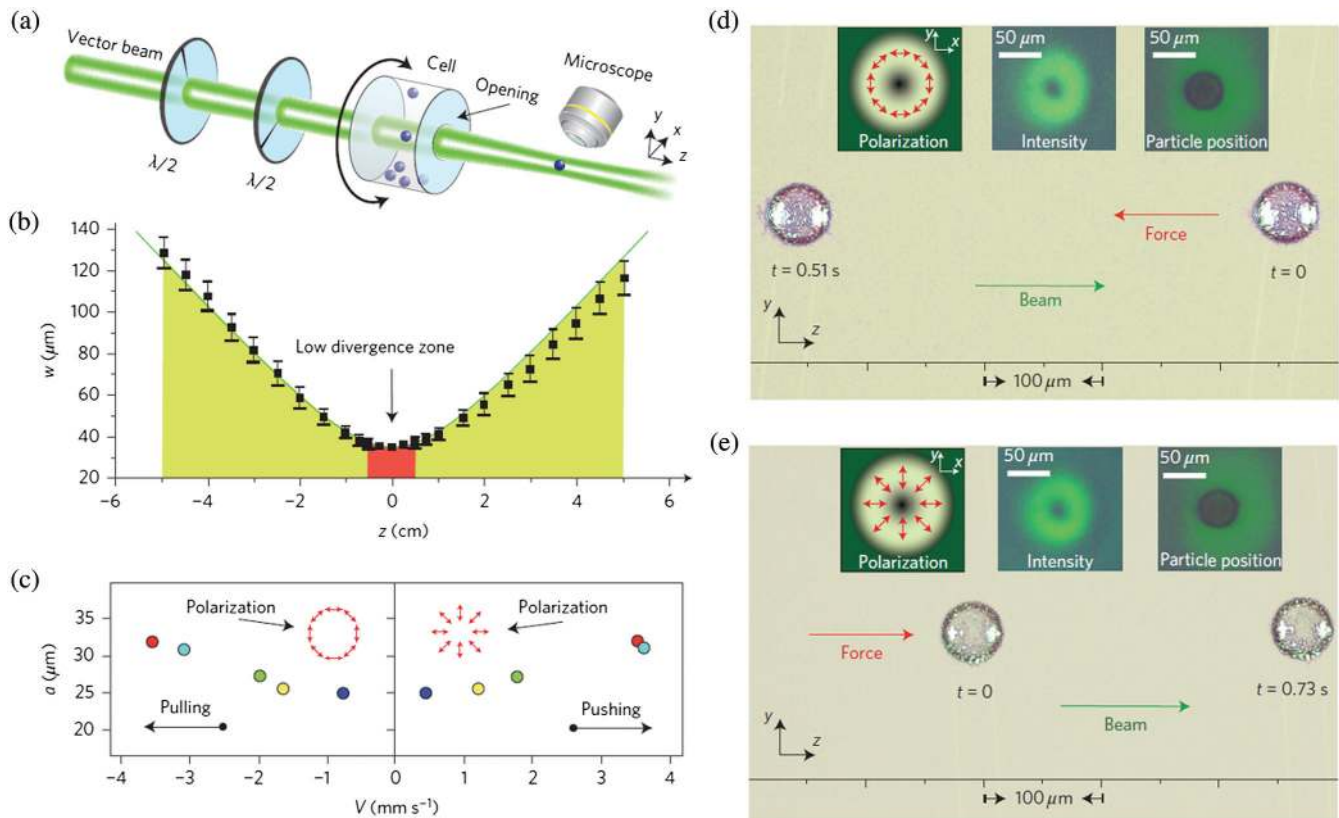 (a)
Vector beam
λ/2
λ/2
Cell
Opening
Microscope
y
x
z
(b)
140
120
100
80
60
40
20
w (μm)
Low divergence zone
−6
−4
−2
0
2
4
6
z (cm)
(c)
35
30
25
20
a (μm)
Polarization
Polarization
Pulling
Pushing
−4
−3
−2
−1
0
1
2
3
4
V (mm s⁻¹)
(d)
y
x
Polarization
50 μm
Intensity
50 μm
Particle position
Force
t = 0.51 s
t = 0
Beam
y
z
100 μm
(e)
y
x
Polarization
50 μm
Intensity
50 μm
Particle position
Force
t = 0
t = 0.73 s
Beam
y
z
100 μm